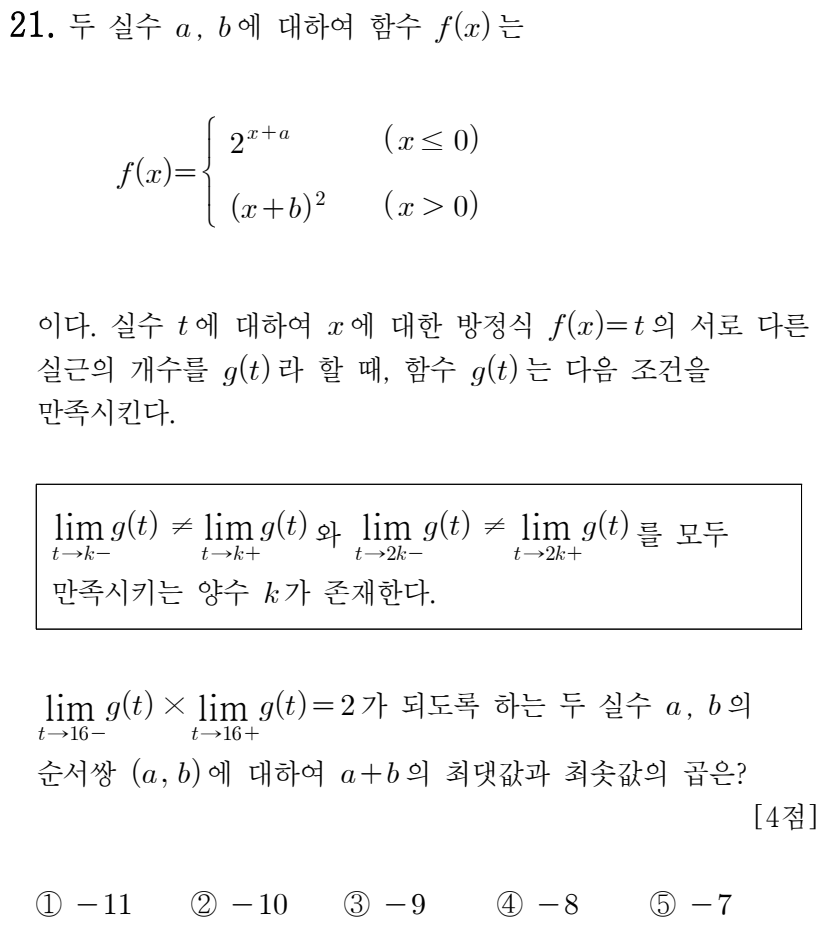 21. 두 실수 a, b에 대하여 함수 f(x)는
f(x)={ 2^{x+a} (x ≤ 0)
(x+b)^2 (x > 0)
이다. 실수 t에 대하여 x에 대한 방정식 f(x)=t의 서로 다른
실근의 개수를 g(t)라 할 때, 함수 g(t)는 다음 조건을
만족시킨다.
lim_{t→k-} g(t) ≠ lim_{t→k+} g(t) 와 lim_{t→2k-} g(t) ≠ lim_{t→2k+} g(t) 를 모두
만족시키는 양수 k가 존재한다.
lim_{t→16-} g(t) × lim_{t→16+} g(t)=2가 되도록 하는 두 실수 a, b의
순서쌍 (a, b)에 대하여 a+b의 최댓값과 최솟값의 곱은?
[4점]
① -11 ② -10 ③ -9 ④ -8 ⑤ -7